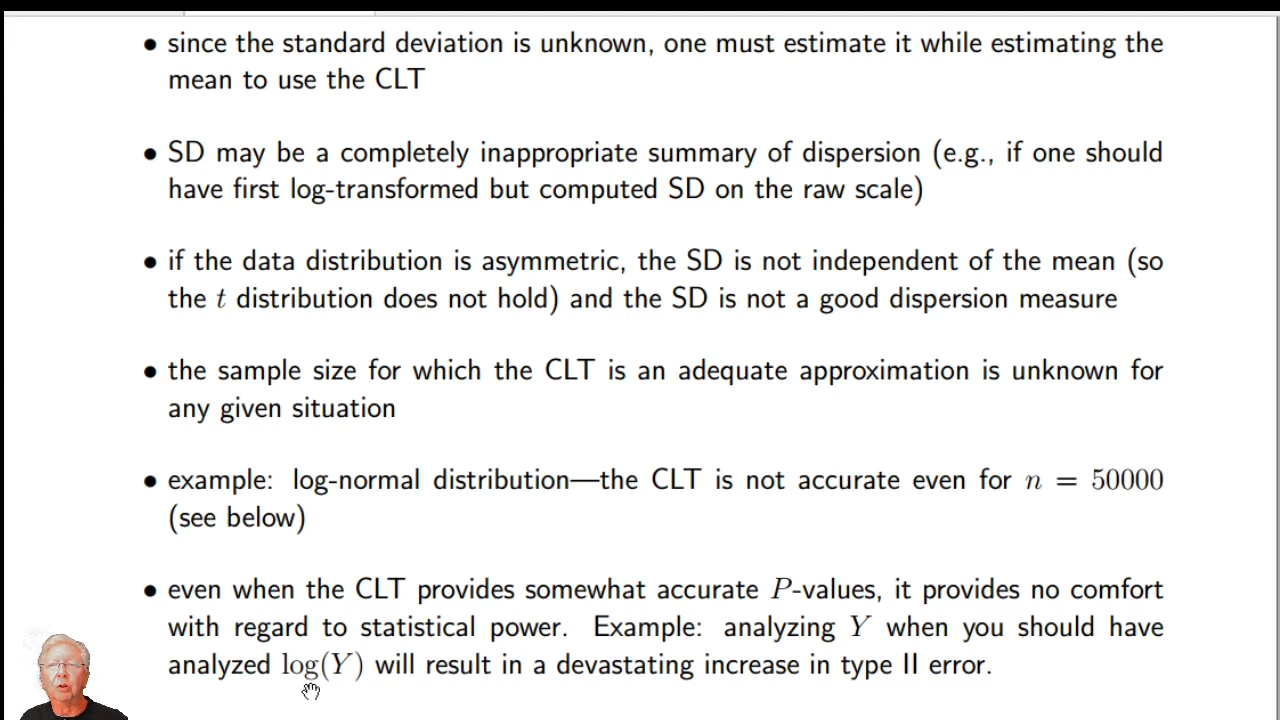 • since the standard deviation is unknown, one must estimate it while estimating the
mean to use the CLT
• SD may be a completely inappropriate summary of dispersion (e.g., if one should
have first log-transformed but computed SD on the raw scale)
• if the data distribution is asymmetric, the SD is not independent of the mean (so
the t distribution does not hold) and the SD is not a good dispersion measure
• the sample size for which the CLT is an adequate approximation is unknown for
any given situation
• example: log-normal distribution—the CLT is not accurate even for n = 50000
(see below)
• even when the CLT provides somewhat accurate P-values, it provides no comfort
with regard to statistical power. Example: analyzing Y when you should have
analyzed log(Y) will result in a devastating increase in type II error.